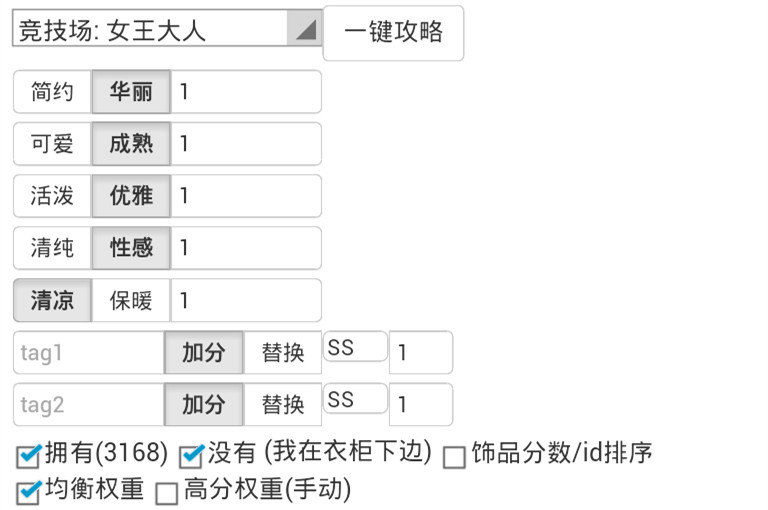 竞技场: 女王大人 一键攻略
简约 华丽 1
可爱 成熟 1
活泼 优雅 1
清纯 性感 1
清凉 保暖 1
tag1 加分 替换 SS 1
tag2 加分 替换 SS 1
拥有(3168) 没有 (我在衣柜下边) 饰品分数/id排序
均衡权重 高分权重(手动)